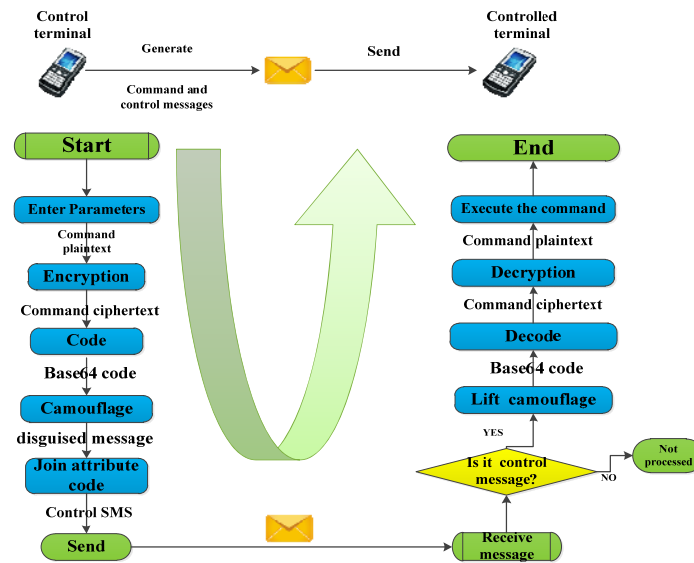 Control
terminal
Generate
Command and
control messages
Send
Controlled
terminal
Start
Enter Parameters
Command
plaintext
Encryption
Command ciphertext
Code
Base64 code
Camouflage
disguised message
Join attribute
code
Control SMS
Send
Receive
message
Is it control
message?
NO
Not
processed
YES
Lift camouflage
Base64 code
Decode
Command ciphertext
Decryption
Command plaintext
Execute the command
End